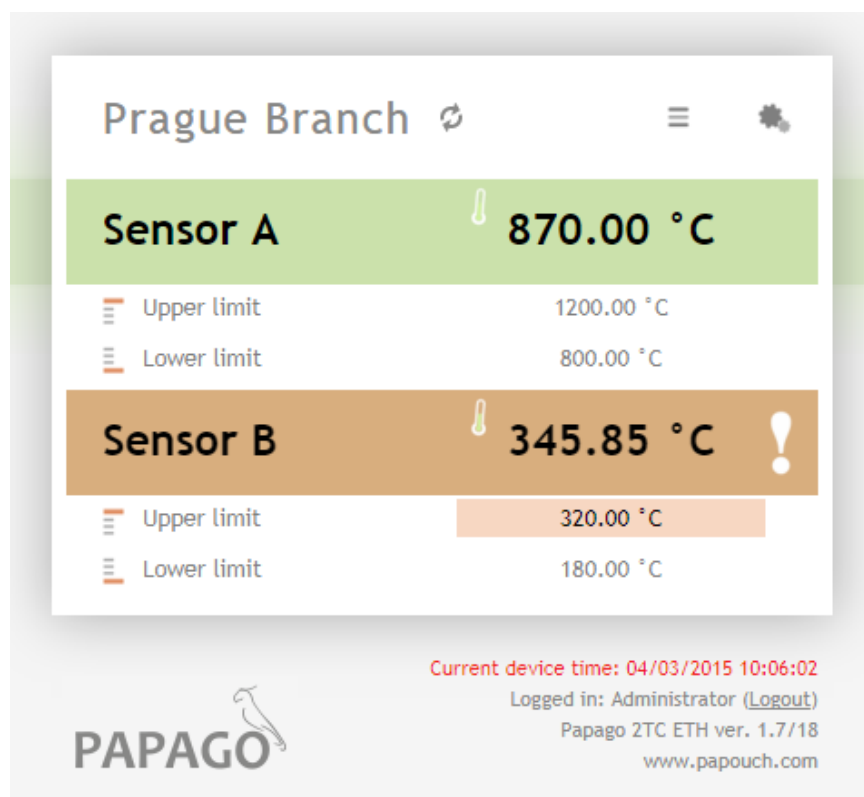 Prague Branch
Sensor A 870.00 °C
Upper limit 1200.00 °C
Lower limit 800.00 °C
Sensor B 345.85 °C !
Upper limit 320.00 °C
Lower limit 180.00 °C
Current device time: 04/03/2015 10:06:02
Logged in: Administrator (Logout)
Papago 2TC ETH ver. 1.7/18
www.papouch.com
PAPAGO